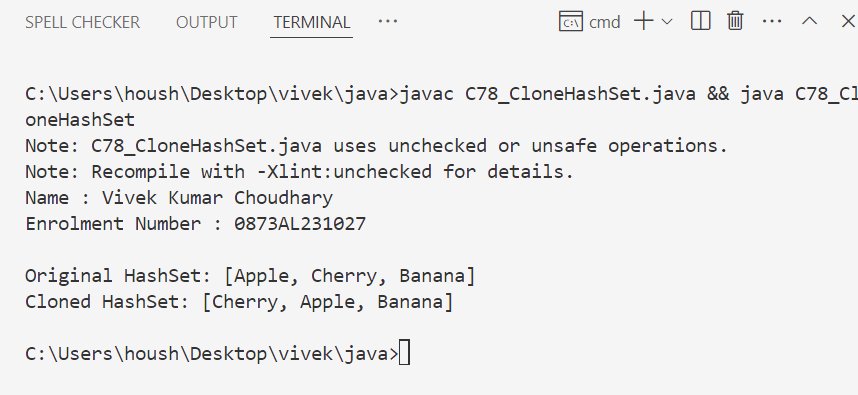 SPELL CHECKER OUTPUT TERMINAL ... cmd
C:\Users\housh\Desktop\vivek\java>javac C78_CloneHashSet.java && java C78_Cl
oneHashSet
Note: C78_CloneHashSet.java uses unchecked or unsafe operations.
Note: Recompile with -Xlint:unchecked for details.
Name : Vivek Kumar Choudhary
Enrolment Number : 0873AL231027
Original HashSet: [Apple, Cherry, Banana]
Cloned HashSet: [Cherry, Apple, Banana]
C:\Users\housh\Desktop\vivek\java>